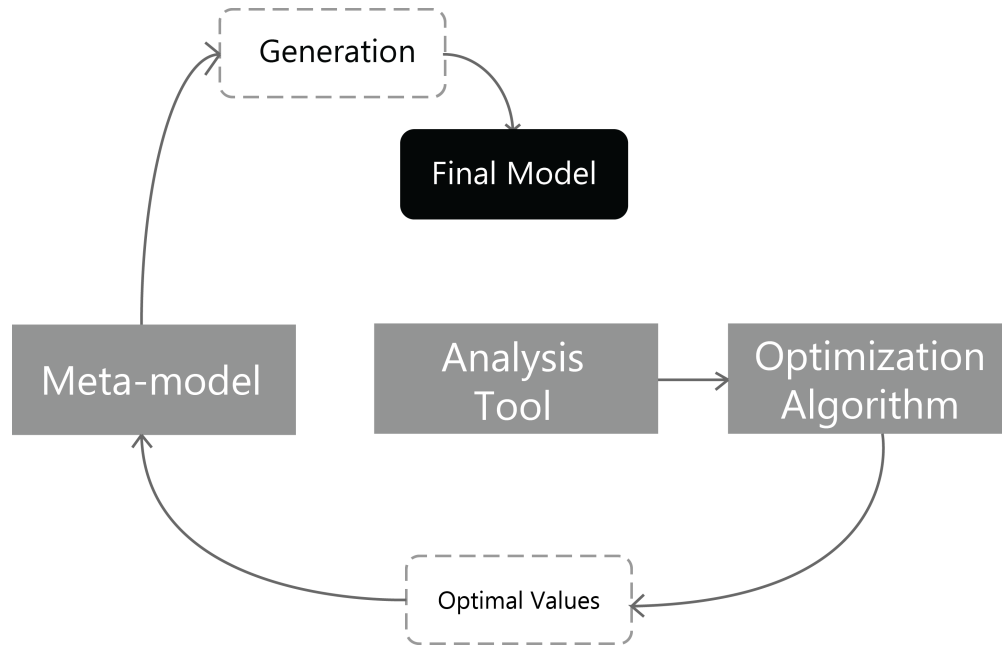 Generation
Final Model
Meta-model
Analysis
Tool
Optimization
Algorithm
Optimal Values